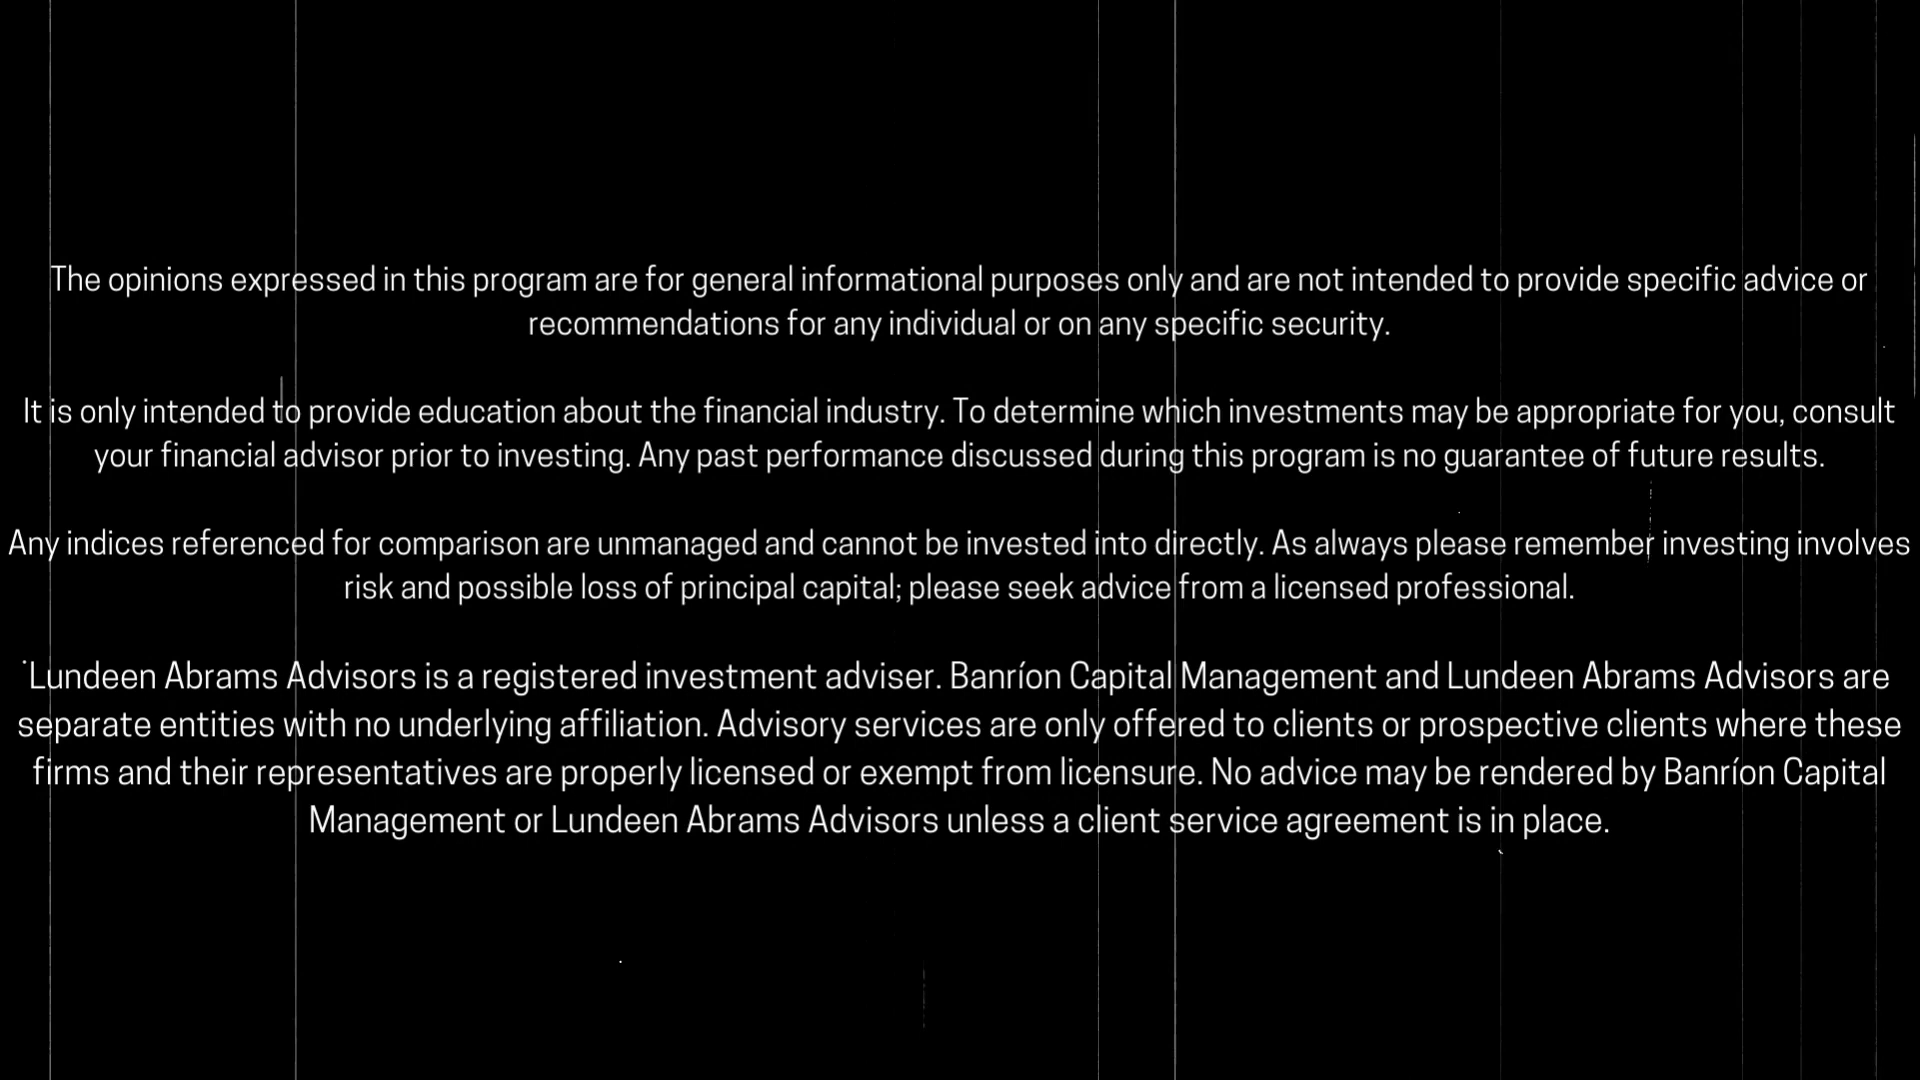 The opinions expressed in this program are for general informational purposes only and are not intended to provide specific advice or
recommendations for any individual or on any specific security.
It is only intended to provide education about the financial industry. To determine which investments may be appropriate for you, consult
your financial advisor prior to investing. Any past performance discussed during this program is no guarantee of future results.
Any indices referenced for comparison are unmanaged and cannot be invested into directly. As always please remember investing involves
risk and possible loss of principal capital; please seek advice from a licensed professional.
Lundeen Abrams Advisors is a registered investment adviser. Banríon Capital Management and Lundeen Abrams Advisors are
separate entities with no underlying affiliation. Advisory services are only offered to clients or prospective clients where these
firms and their representatives are properly licensed or exempt from licensure. No advice may be rendered by Banríon Capital
Management or Lundeen Abrams Advisors unless a client service agreement is in place.